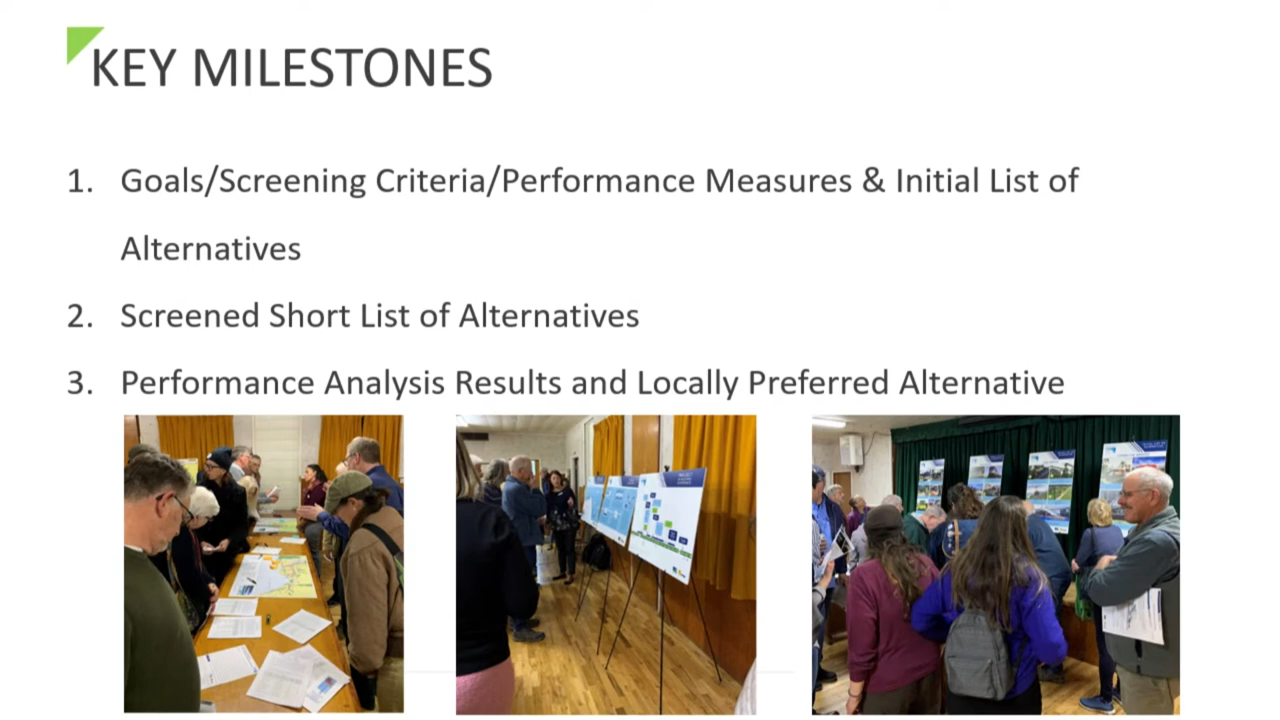 KEY MILESTONES
1. Goals/Screening Criteria/Performance Measures & Initial List of
Alternatives
2. Screened Short List of Alternatives
3. Performance Analysis Results and Locally Preferred Alternative